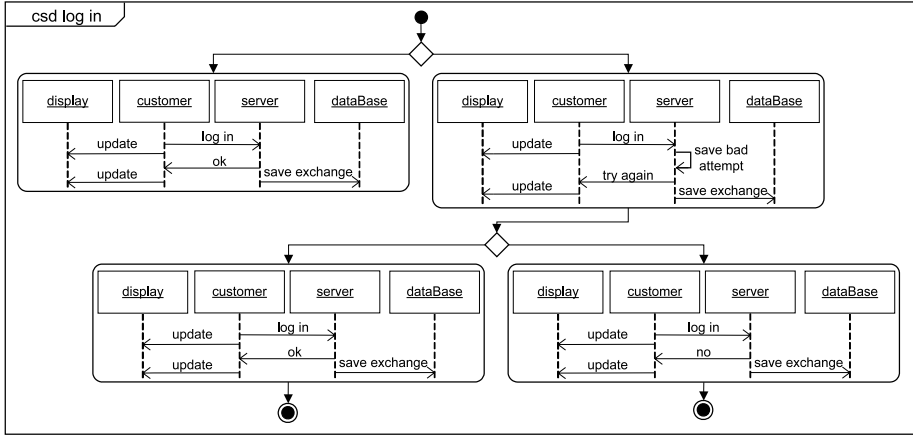 csd log in
display customer server dataBase
log in
update
ok
update
save exchange
display customer server dataBase
log in
update
save bad
attempt
try again
update
save exchange
display customer server dataBase
log in
update
ok
update
save exchange
display customer server dataBase
log in
update
no
update
save exchange